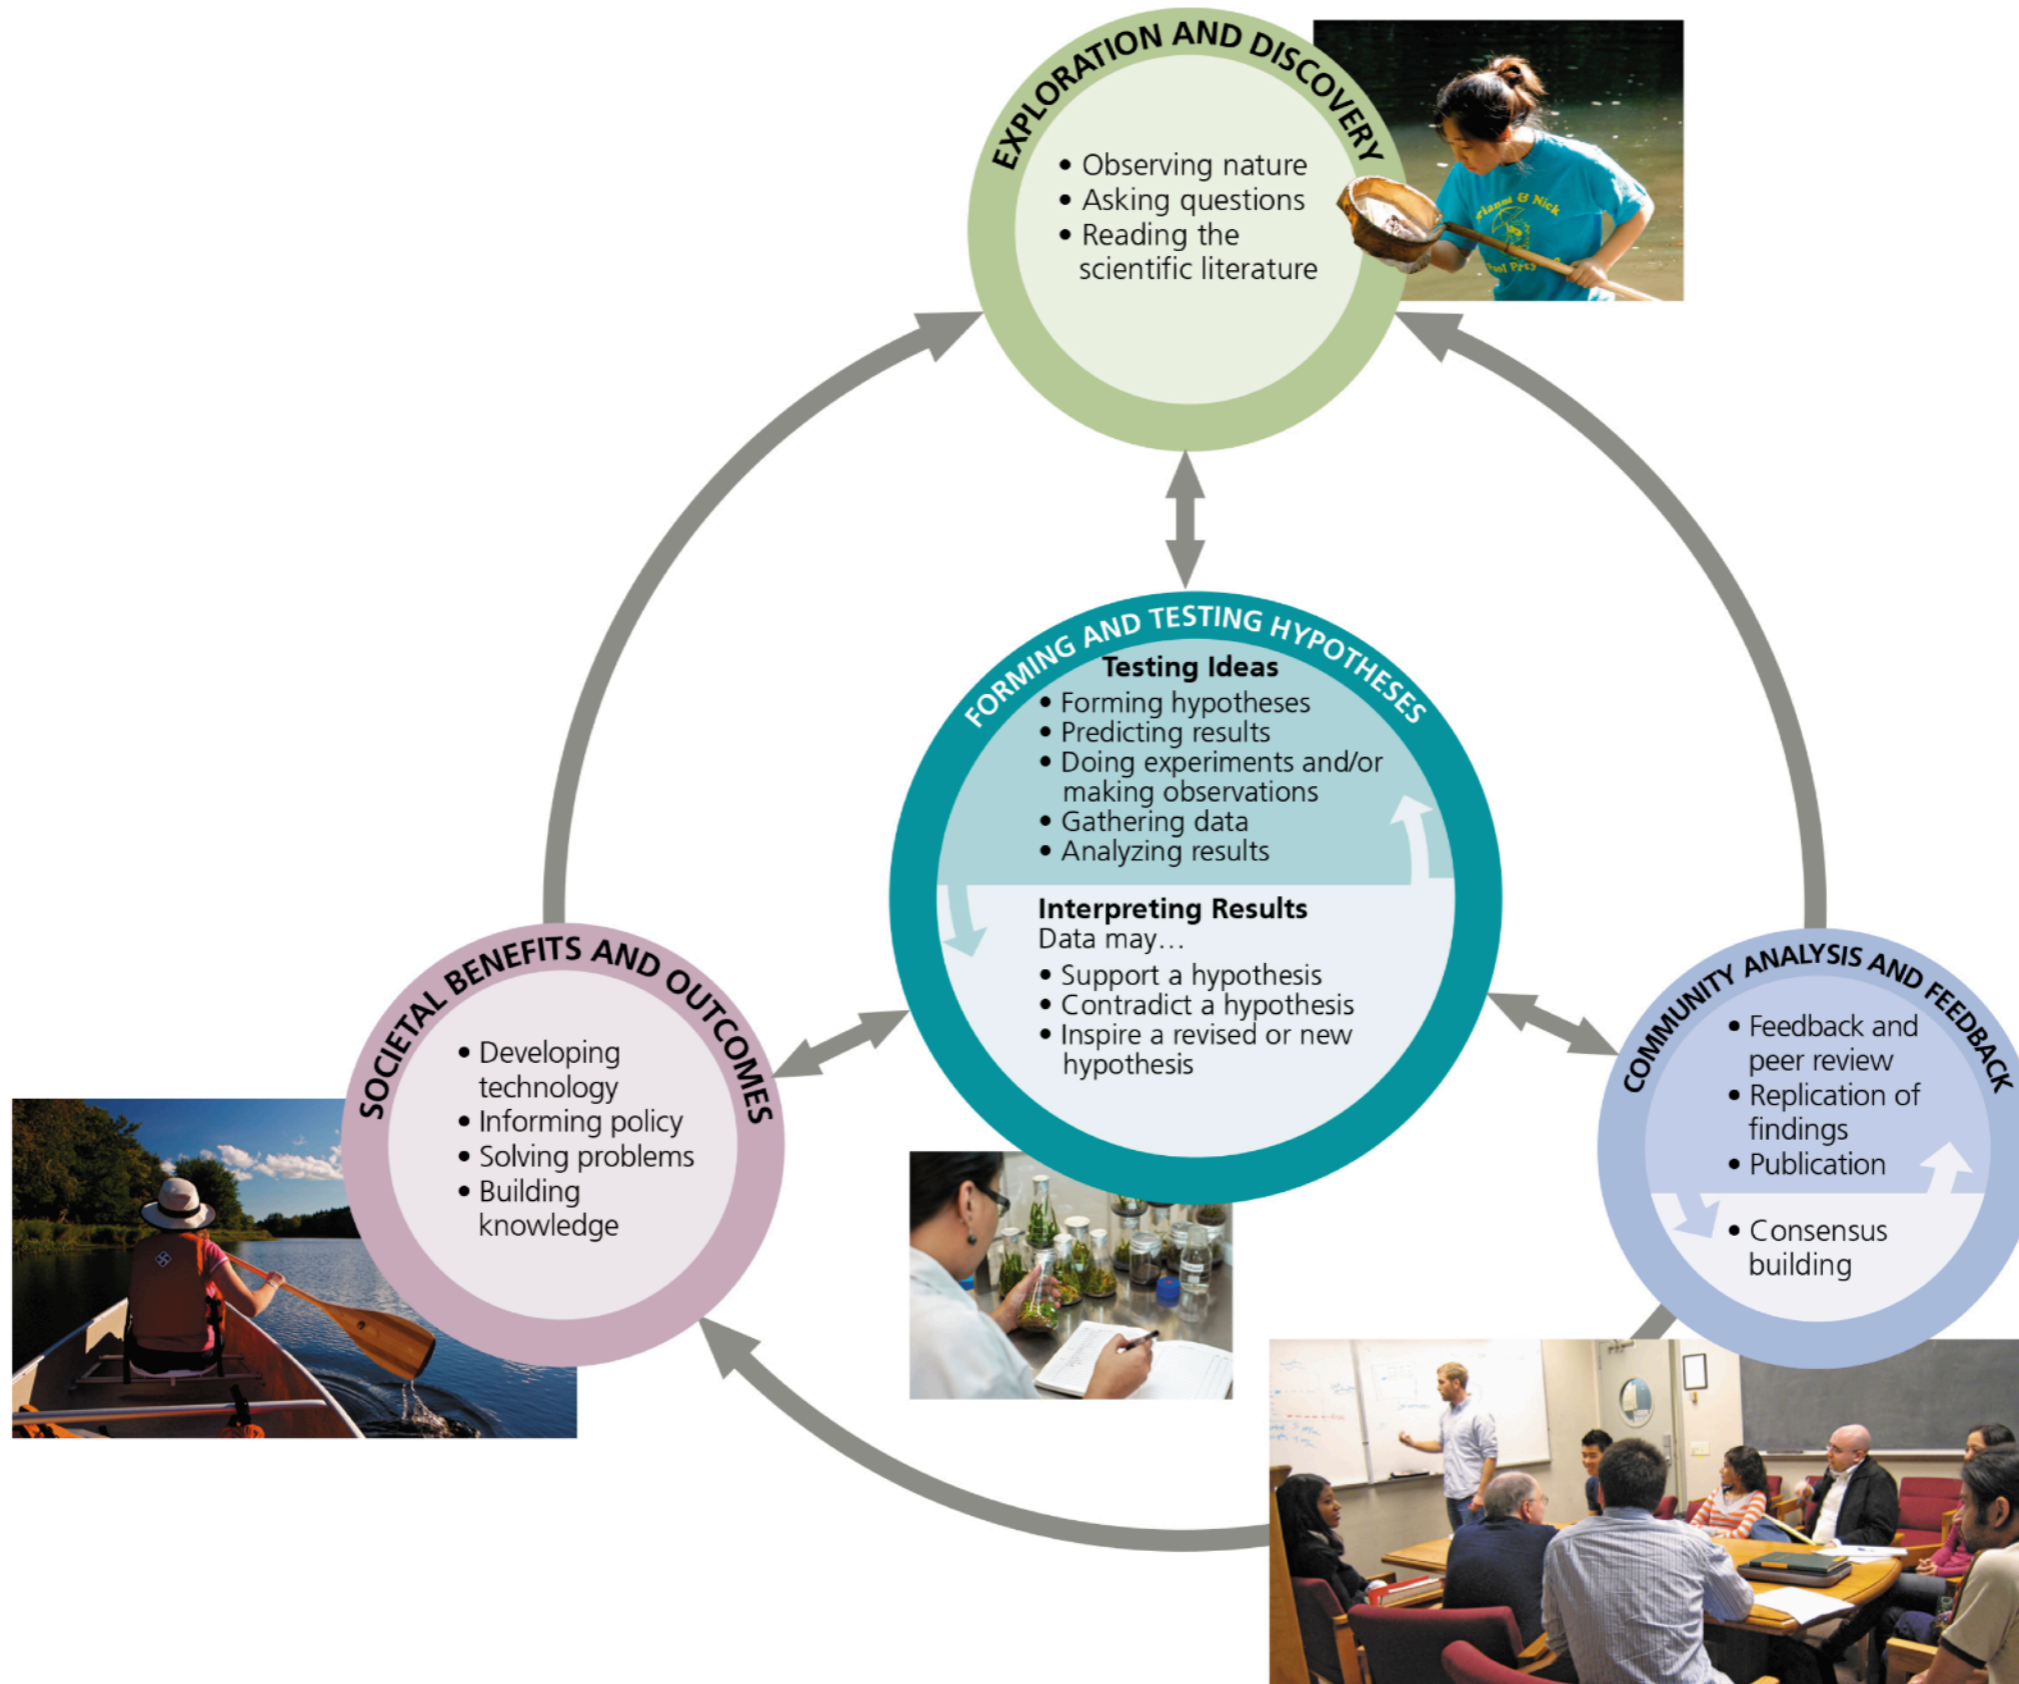 EXPLORATION AND DISCOVERY
• Observing nature
• Asking questions
• Reading the
scientific literature
& Nick
FORMING AND TESTING HYPOTHESES
Testing Ideas
• Forming hypotheses
• Predicting results
• Doing experiments and/or
making observations
• Gathering data
• Analyzing results
Interpreting Results
Data may…
• Support a hypothesis
• Contradict a hypothesis
• Inspire a revised or new
hypothesis
SOCIETAL BENEFITS AND OUTCOMES
• Developing
technology
• Informing policy
• Solving problems
• Building
knowledge
COMMUNITY ANALYSIS AND FEEDBACK
• Feedback and
peer review
• Replication of
findings
• Publication
• Consensus
building